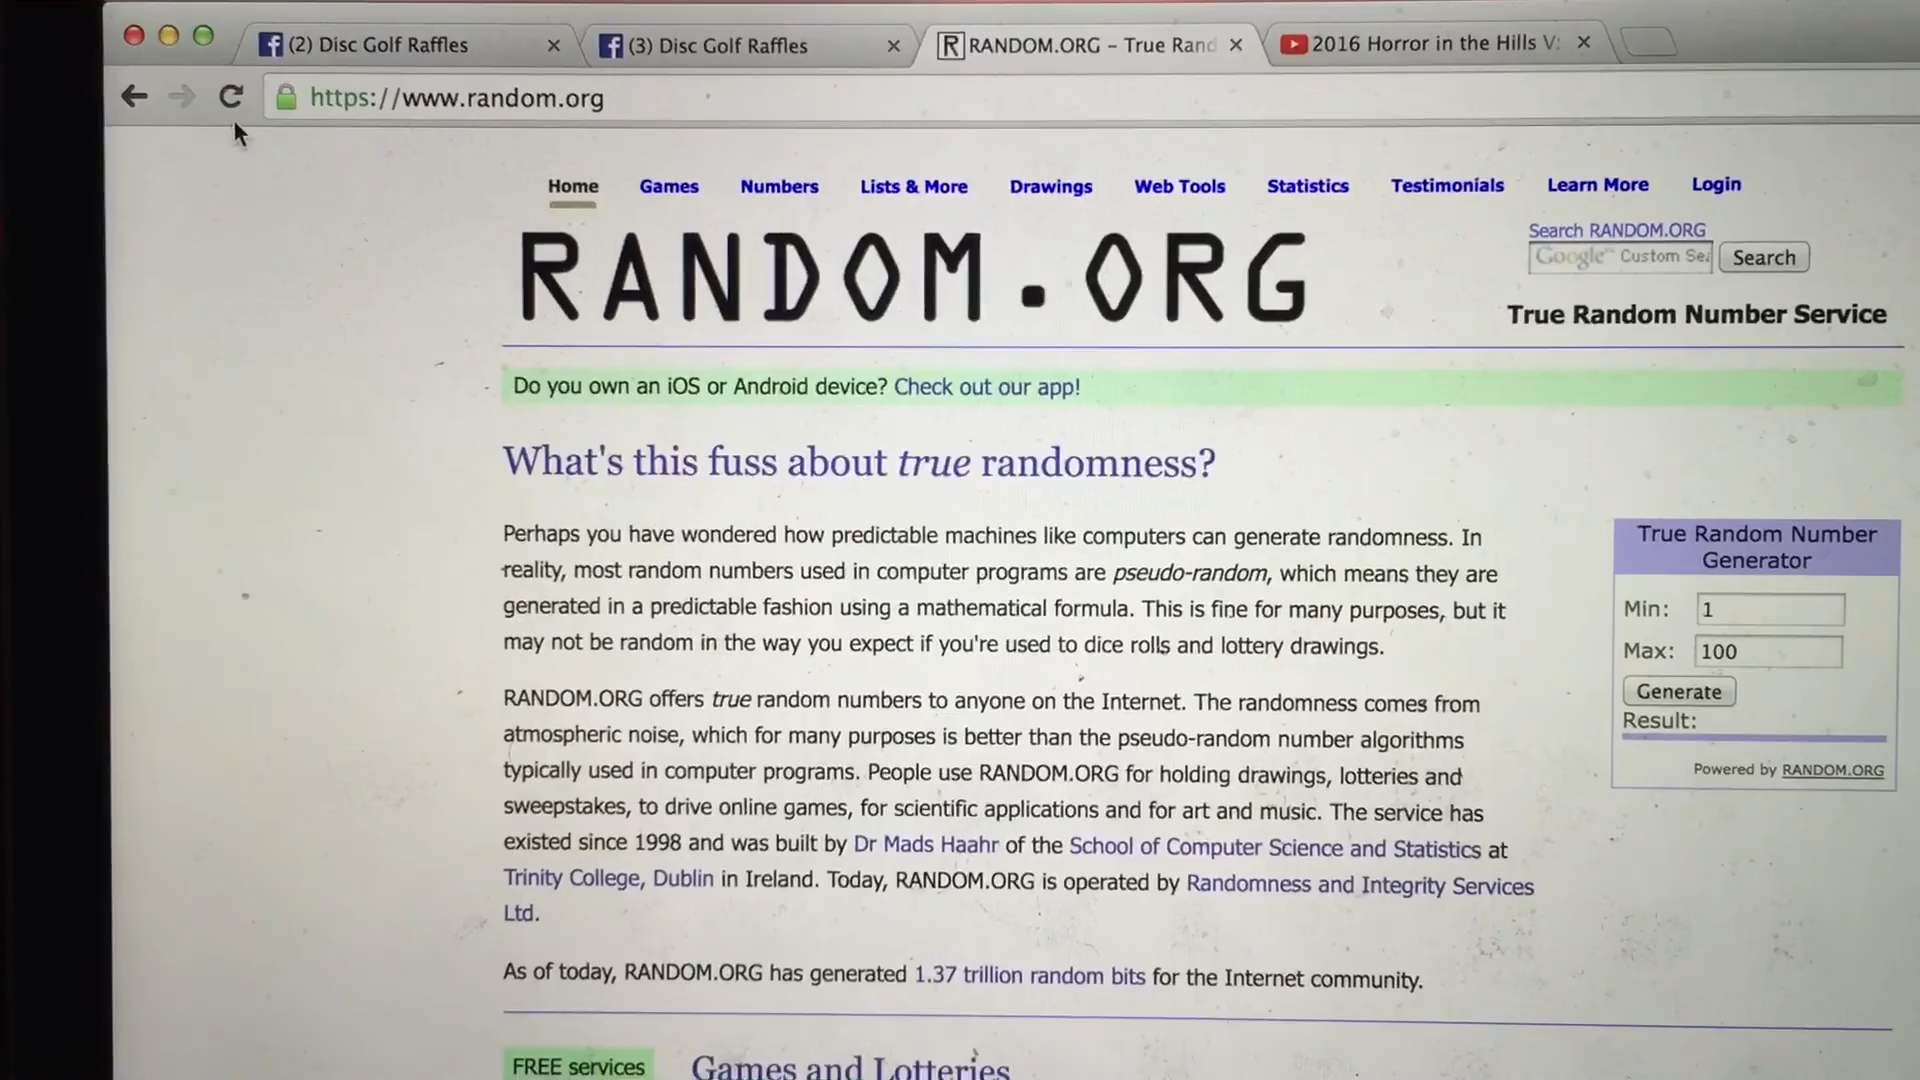 (2) Disc Golf Raffles
(3) Disc Golf Raffles
RANDOM.ORG - True Rand
2016 Horror in the Hills V:
https://www.random.org
Home Games Numbers Lists & More Drawings Web Tools Statistics Testimonials Learn More Login
RANDOM.ORG
Search RANDOM.ORG
Google™ Custom Sea
Search
True Random Number Service
Do you own an iOS or Android device? Check out our app!
What's this fuss about true randomness?
Perhaps you have wondered how predictable machines like computers can generate randomness. In
reality, most random numbers used in computer programs are pseudo-random, which means they are
generated in a predictable fashion using a mathematical formula. This is fine for many purposes, but it
may not be random in the way you expect if you're used to dice rolls and lottery drawings.
RANDOM.ORG offers true random numbers to anyone on the Internet. The randomness comes from
atmospheric noise, which for many purposes is better than the pseudo-random number algorithms
typically used in computer programs. People use RANDOM.ORG for holding drawings, lotteries and
sweepstakes, to drive online games, for scientific applications and for art and music. The service has
existed since 1998 and was built by Dr Mads Haahr of the School of Computer Science and Statistics at
Trinity College, Dublin in Ireland. Today, RANDOM.ORG is operated by Randomness and Integrity Services
Ltd.
As of today, RANDOM.ORG has generated 1.37 trillion random bits for the Internet community.
True Random Number
Generator
Min: 1
Max: 100
Generate
Result:
Powered by RANDOM.ORG
FREE services
Games and Lotteries